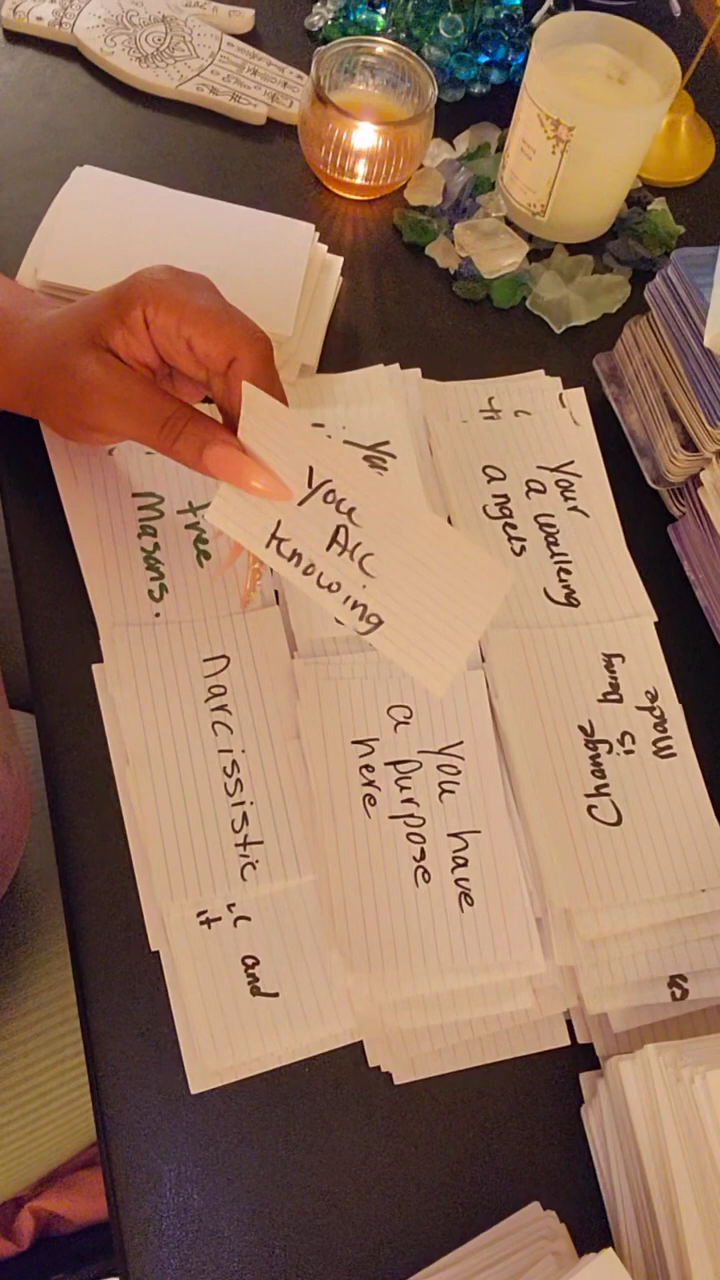 You
All
Knowing
You
Your
a walking
angels
free
Masons.
Change
is being
made
narcissistic
You have
a purpose
here
and
it